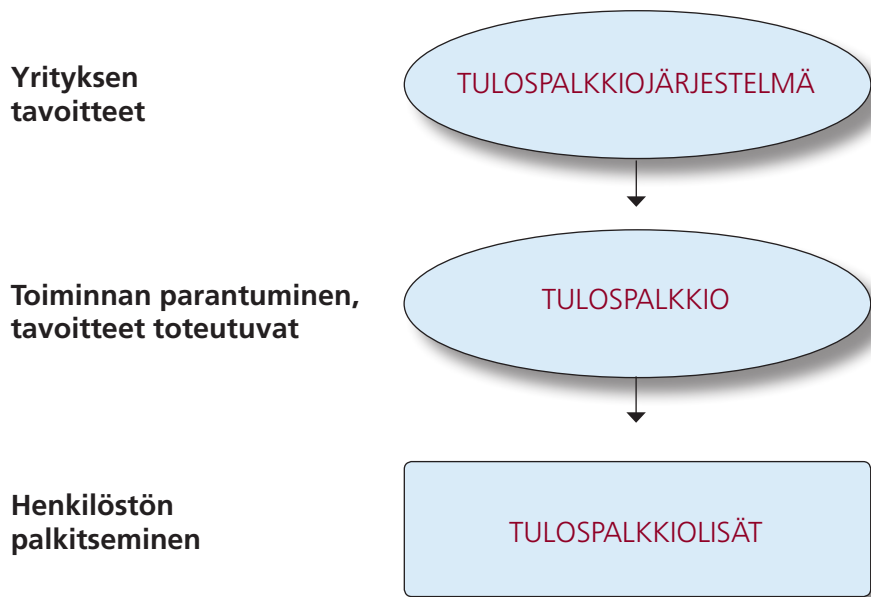 Yrityksen
tavoitteet
TULOSPALKKIOJÄRJESTELMÄ
Toiminnan parantuminen,
tavoitteet toteutuvat
TULOSPALKKIO
Henkilöstön
palkitseminen
TULOSPALKKIOLISÄT